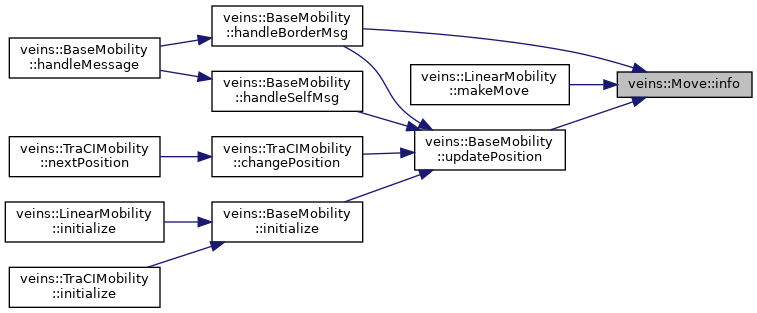 veins::BaseMobility
::handleBorderMsg
veins::BaseMobility
::handleMessage
veins::LinearMobility
::makeMove
veins::Move::info
veins::BaseMobility
::handleSelfMsg
veins::BaseMobility
::updatePosition
veins::TraCIMobility
::nextPosition
veins::TraCIMobility
::changePosition
veins::LinearMobility
::initialize
veins::BaseMobility
::initialize
veins::TraCIMobility
::initialize